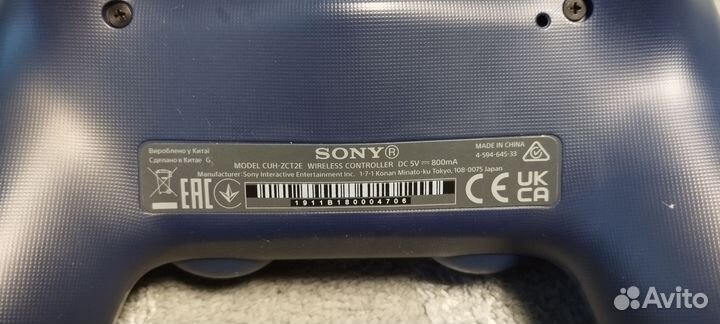 SONY®
Вироблено у Китаї
Сделано в Китае G
MODEL CUH-ZCT2E WIRELESS CONTROLLER DC 5V 800mA
MADE IN CHINA
4-594-645-33
Manufacturer: Sony Interactive Entertainment Inc. 1-7-1 Konan Minato-ku Tokyo, 108-0075 Japan
EAC
1911B180004706
CE
UK
CA
Avito